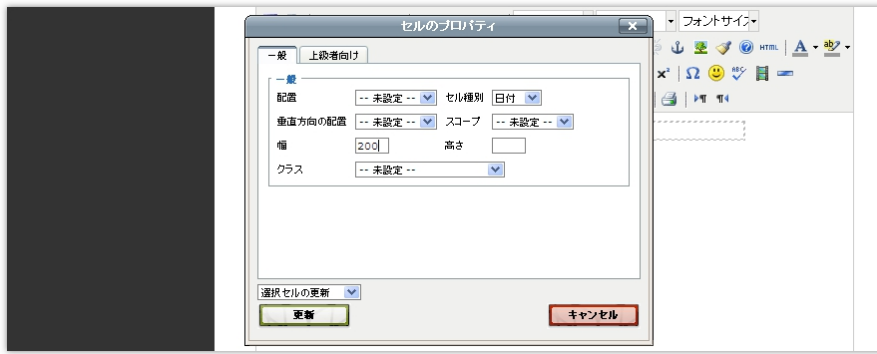 セルのプロパティ
フォントサイズ
HTML A ab
一般 上級者向け
一般
配置 -- 未設定 -- セル種別 日付
垂直方向の配置 -- 未設定 -- スコープ -- 未設定 --
幅 200 高さ
クラス -- 未設定 --
選択セルの更新
更新 キャンセル
x² Ω ABC